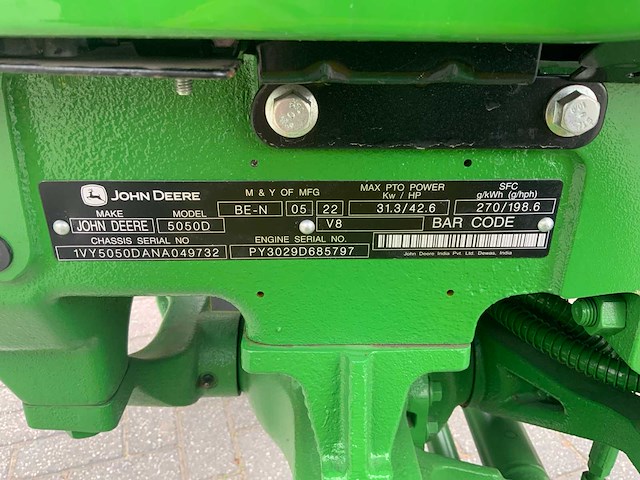 JOHN DEERE
M & Y OF MFG
MAX PTO POWER
Kw / HP
SFC
g/kWh (g/hph)
MAKE
MODEL
BE-N 05 22
31.3/42.6
270/198.6
JOHN DEERE
5050D
V8
BAR CODE
CHASSIS SERIAL NO
ENGINE SERIAL NO.
1VY5050DANA049732
PY3029D685797
John Deere India Pvt. Ltd. Dewas, India